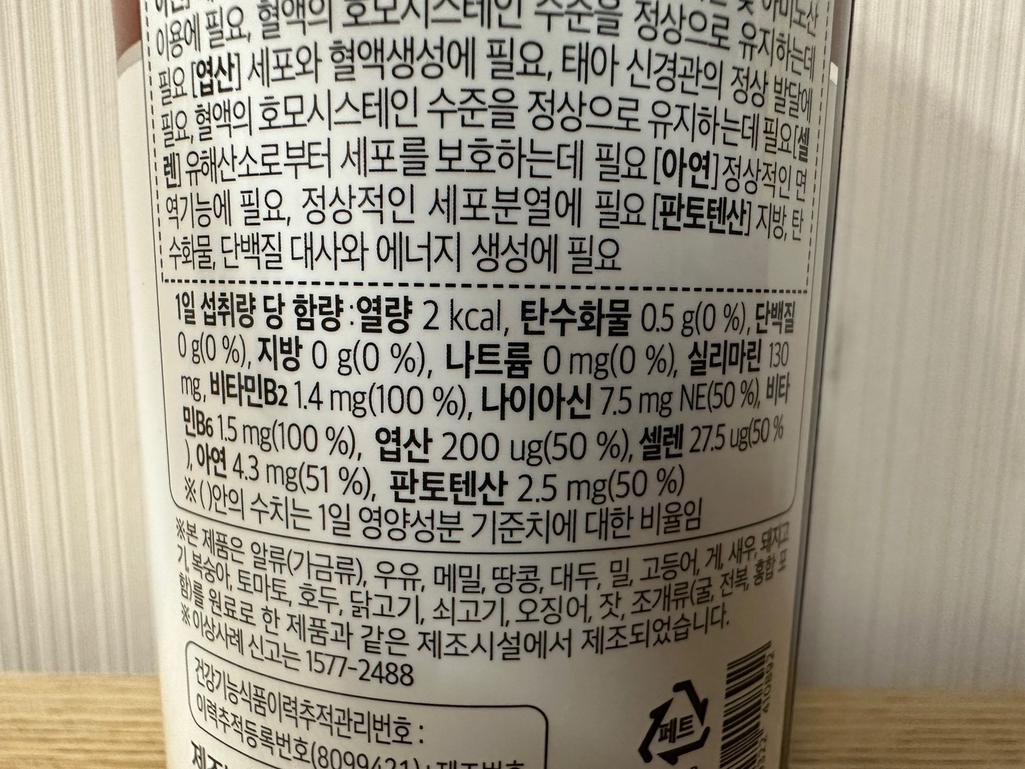 이용에 필요, 혈액의 호모시스테인 수준을 정상으로 유지하는데
필요 [엽산] 세포와 혈액생성에 필요, 태아 신경관의 정상 발달에
필요, 혈액의 호모시스테인 수준을 정상으로 유지하는데 필요[셀
렌] 유해산소로부터 세포를 보호하는데 필요 [아연] 정상적인 면
역기능에 필요, 정상적인 세포분열에 필요 [판토텐산] 지방, 탄
수화물, 단백질 대사와 에너지 생성에 필요
1일 섭취량 당 함량 : 열량 2 kcal, 탄수화물 0.5 g(0 %), 단백질
0 g(0 %), 지방 0 g(0 %), 나트륨 0 mg(0 %), 실리마린 130
mg, 비타민B2 1.4 mg(100 %), 나이아신 7.5 mg NE(50 %), 비타
민B6 1.5 mg(100 %), 엽산 200 ug(50 %), 셀렌 27.5 ug(50 %
), 아연 4.3 mg(51 %), 판토텐산 2.5 mg(50 %)
※ ( )안의 수치는 1일 영양성분 기준치에 대한 비율임
※본 제품은 알류(가금류), 우유, 메밀, 땅콩, 대두, 밀, 고등어, 게, 새우, 돼지고
기, 복숭아, 토마토, 호두, 닭고기, 쇠고기, 오징어, 잣, 조개류(굴, 전복, 홍합 포
함)를 원료로 한 제품과 같은 제조시설에서 제조되었습니다.
※이상사례 신고는 1577-2488
건강기능식품이력추적관리번호 :
이력추적등록번호(8099421)+제조번호
페트